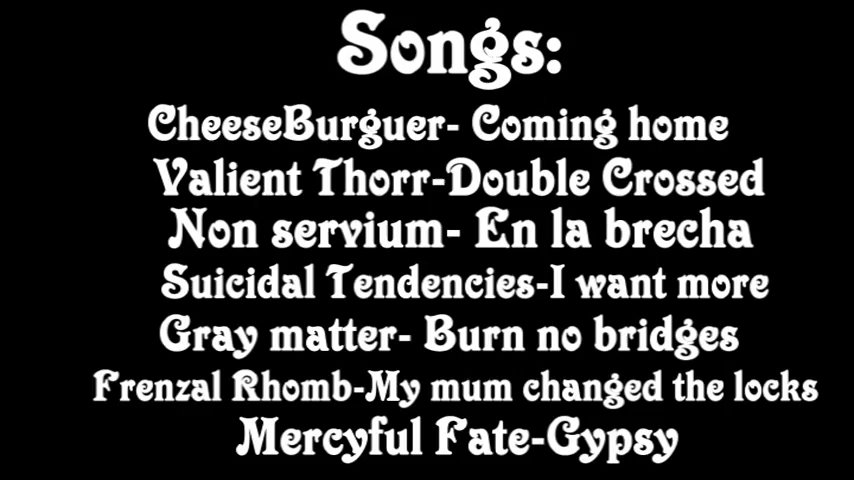 Songs:
CheeseBurguer- Coming home
Valient Thorr-Double Crossed
Non servium- En la brecha
Suicidal Tendencies-I want more
Gray matter- Burn no bridges
Frenzal Rhomb-My mum changed the locks
Mercyful Fate-Gypsy